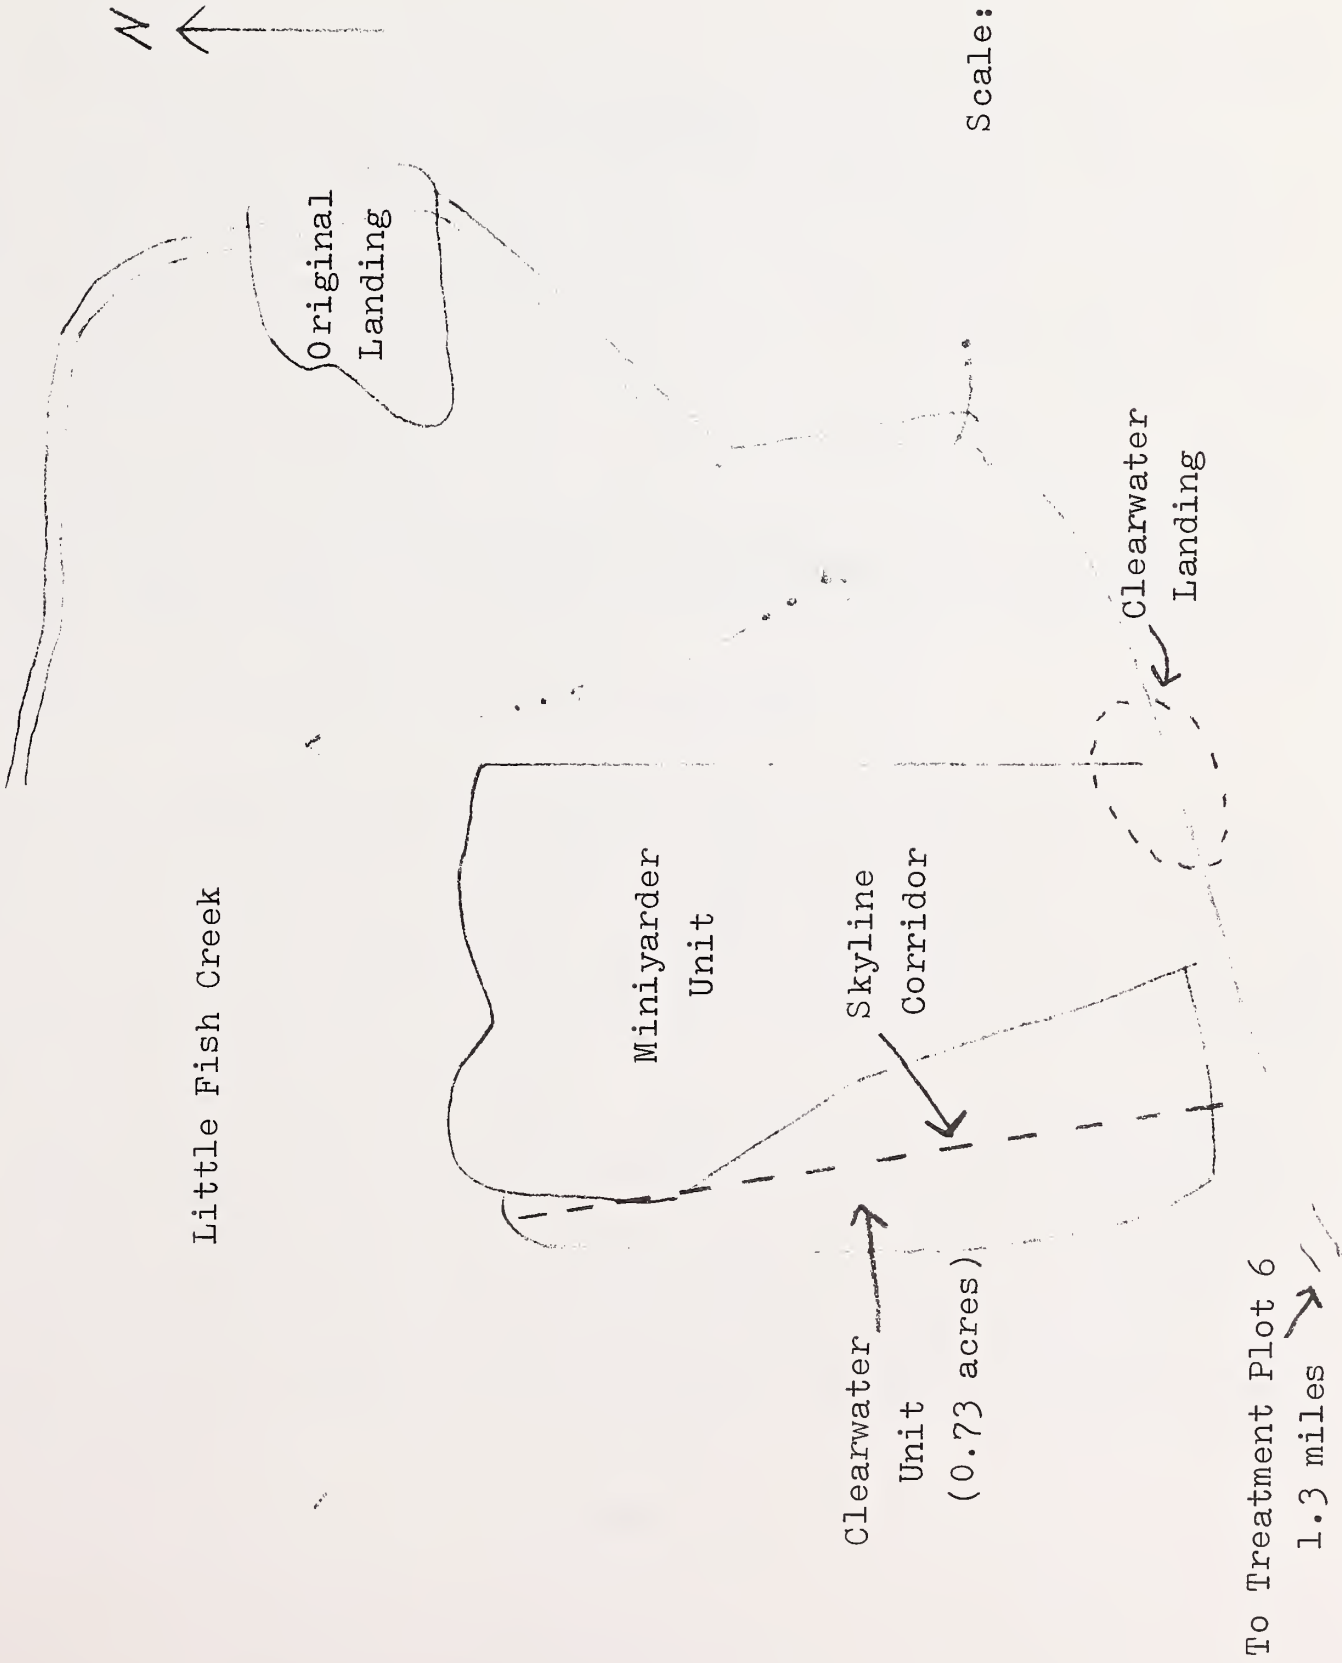 N
Little Fish Creek
Original
Landing
Miniyarder
Unit
Skyline
Corridor
Clearwater
Unit
(0.73 acres)
Clearwater
Landing
Scale:
To Treatment Plot 6
1.3 miles